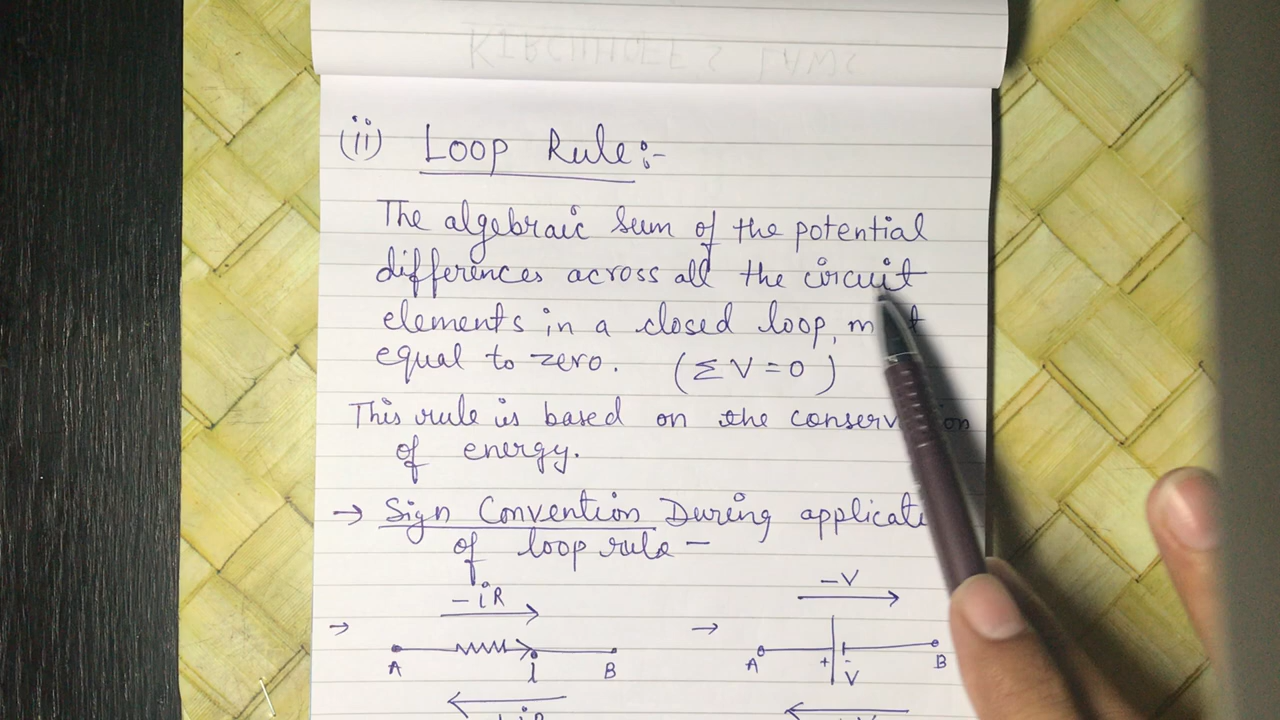 (ii) Loop Rule:-
The algebraic sum of the potential
differences across all the circuit
elements in a closed loop,
equal to zero. (ΣV=0)
This rule is based on the
of energy.
→ Sign Convention During
of loop rule —
-iR -V
→ →
A i B A + - B
V